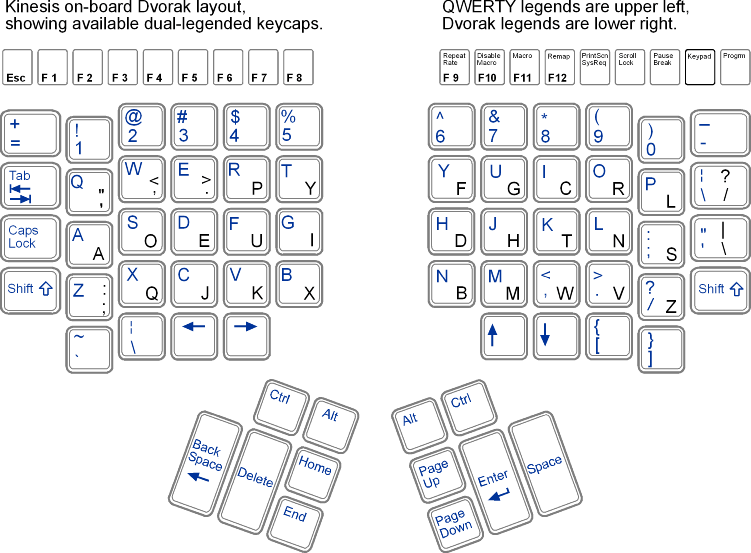 Kinesis on-board Dvorak layout,
showing available dual-legended keycaps.
QWERTY legends are upper left,
Dvorak legends are lower right.
Esc F 1 F 2 F 3 F 4 F 5 F 6 F 7 F 8
Repeat Rate F 9 Disable Macro F10 Macro F11 Remap F12 PrintScn SysReq Scroll Lock Pause Break Keypad Progrm
+ = ! 1 @ 2 # 3 $ 4 % 5
^ 6 & 7 * 8 ( 9 ) 0 – -
Tab Q " ' W < , E > . R P T Y
Y F U G I C O R P L ¦ \ ? /
Caps Lock A A S O D E F U G I
H D J H K T L N : ; S " ' | \
Shift ⇧ Z : ; X Q C J V K B X
N B M M < , W > . V ? / Z Shift ⇧
~ ` ¦ \ ← →
↑ ↓ { [ } ]
Ctrl Alt
Back Space ← Delete Home
End
Alt Ctrl
Page Up Enter ↵ Space
Page Down